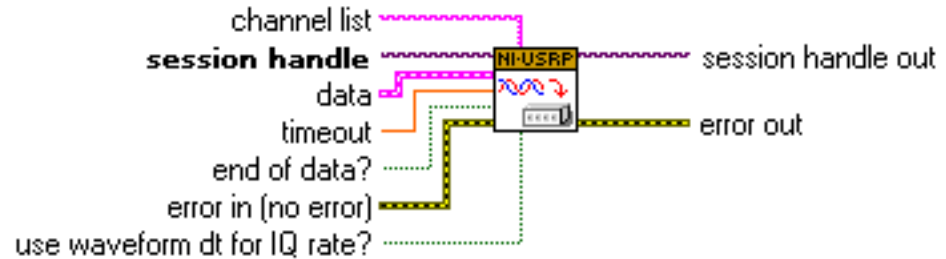 channel list
session handle
NI-USRP
session handle out
data
timeout
error out
end of data?
error in (no error)
use waveform dt for IQ rate?